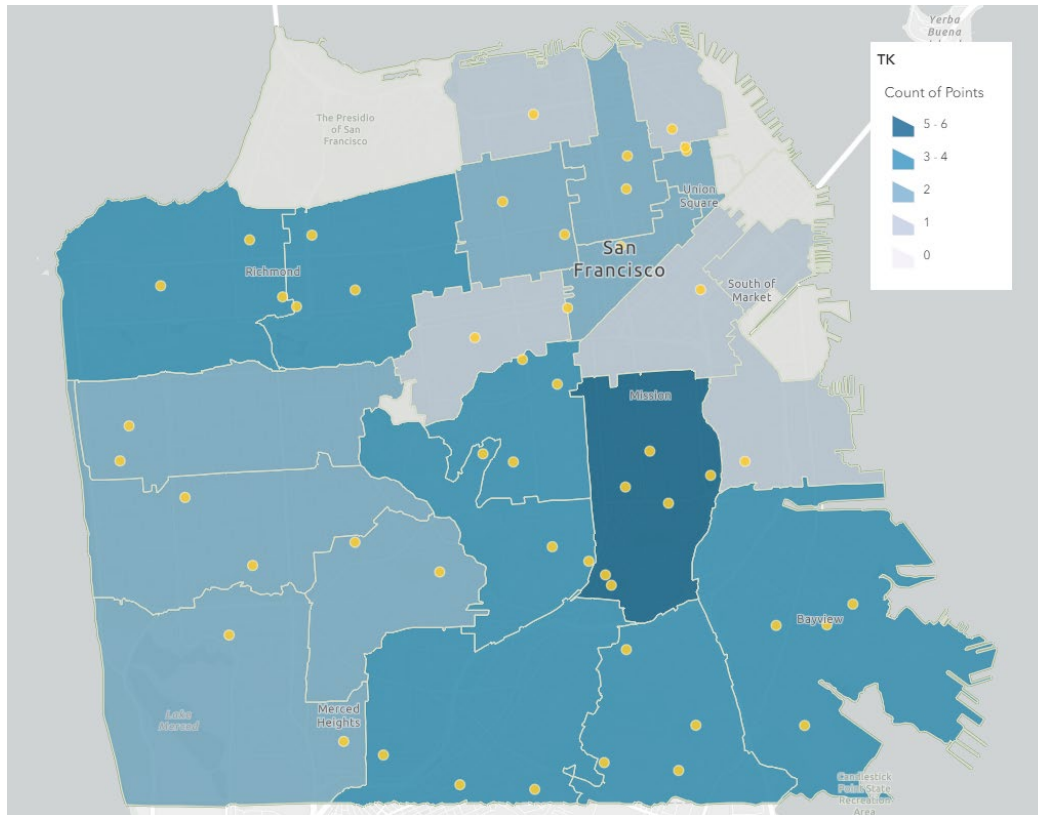 Yerba
Buena
Island
TK
Count of Points
5 - 6
3 - 4
2
1
0
The Presidio
of San
Francisco
Union
Square
San
Francisco
Richmond
South of
Market
Mission
Bayview
Lake
Merced
Merced
Heights
Candlestick
Point State
Recreation
Area